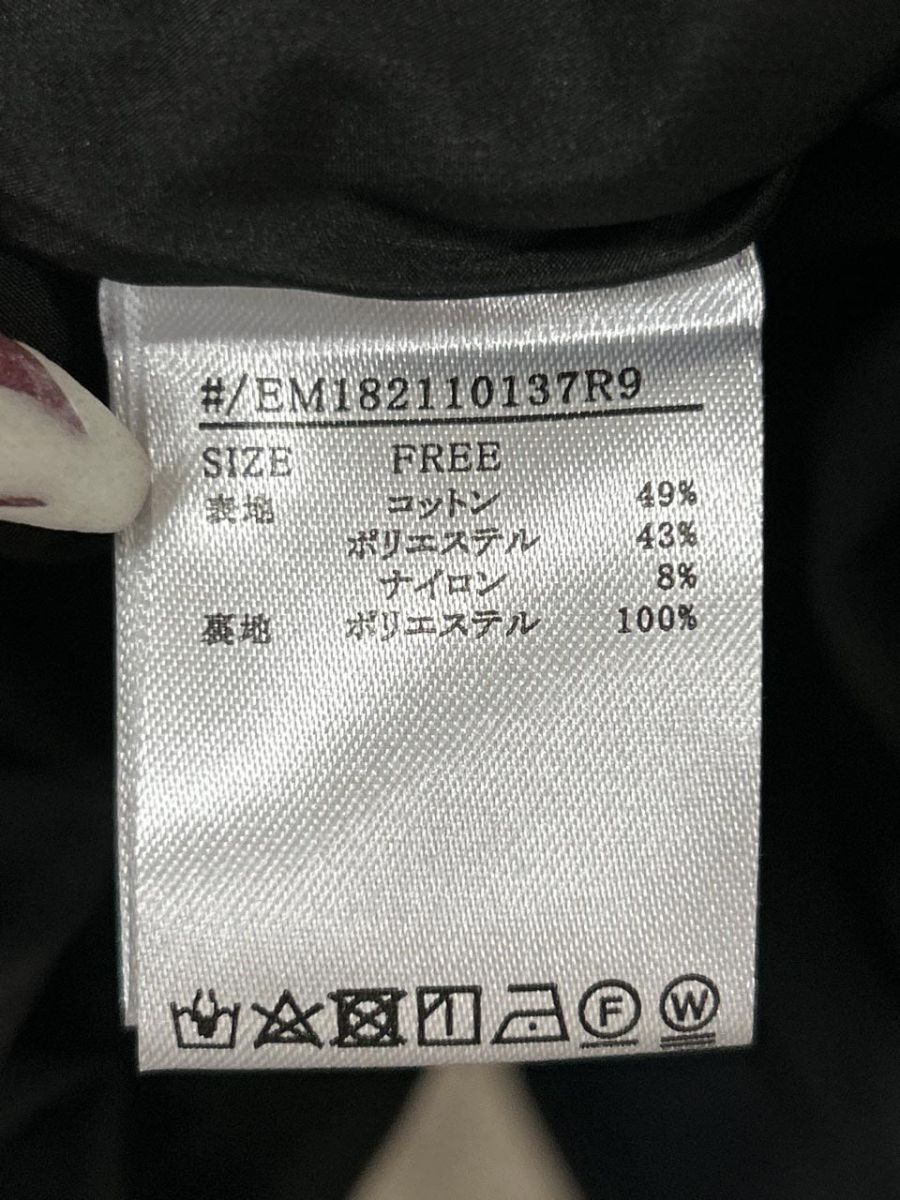 #/EM182110137R9
SIZE FREE
表地 コットン 49%
ポリエステル 43%
ナイロン 8%
裏地 ポリエステル 100%
F W